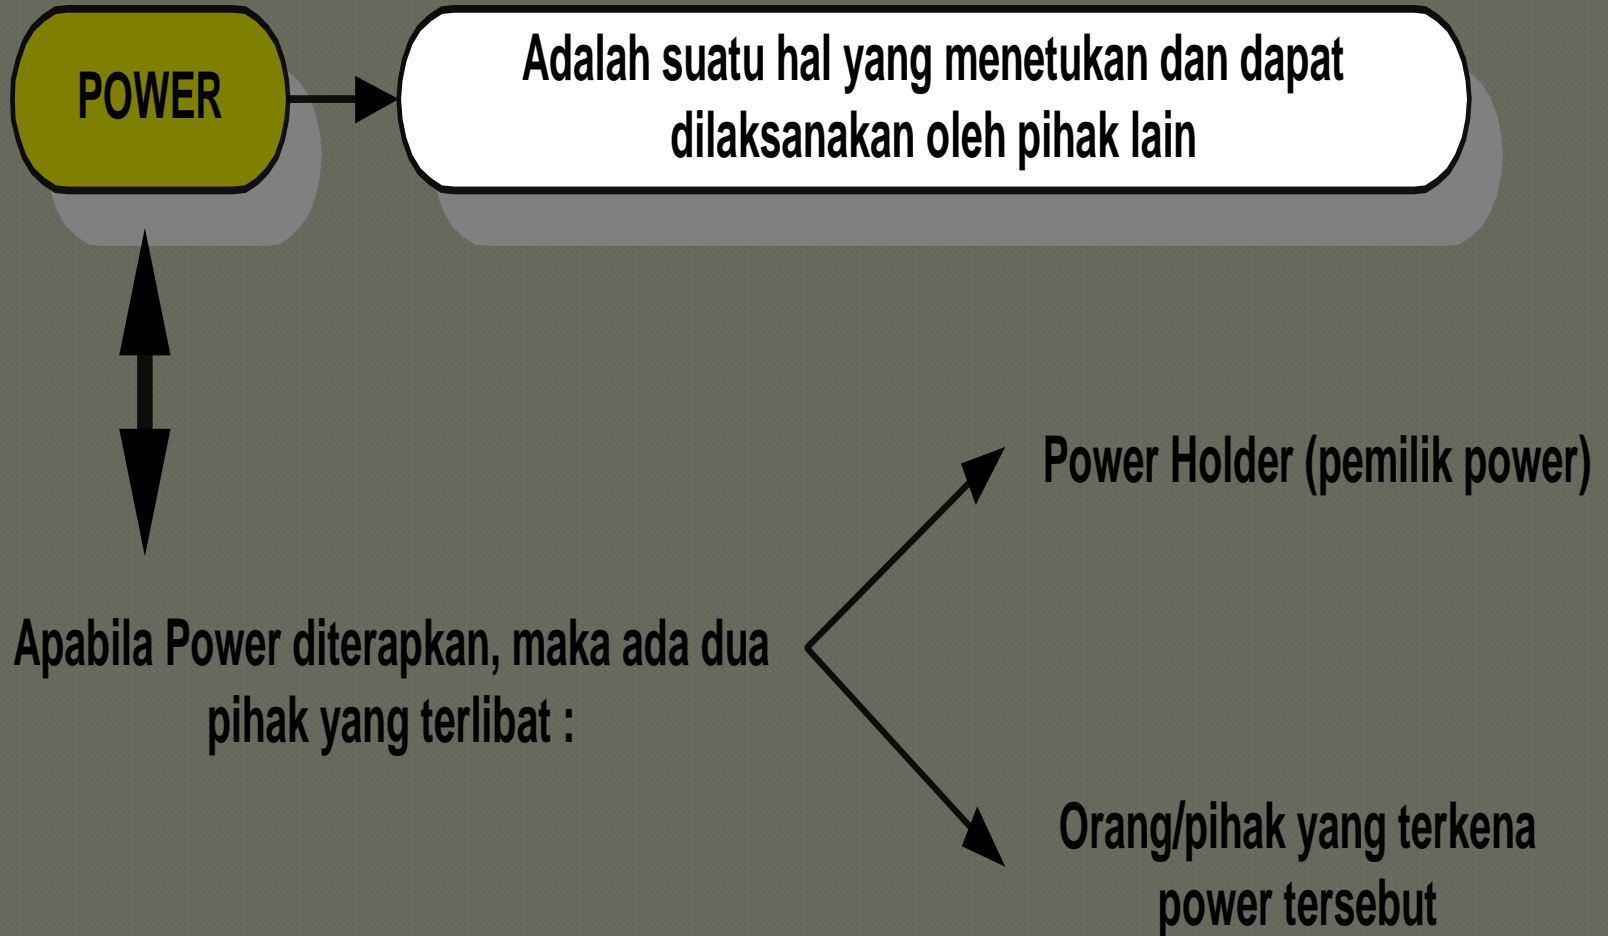 POWER
Adalah suatu hal yang menetukan dan dapat
dilaksanakan oleh pihak lain
Power Holder (pemilik power)
Apabila Power diterapkan, maka ada dua
pihak yang terlibat :
Orang/pihak yang terkena
power tersebut